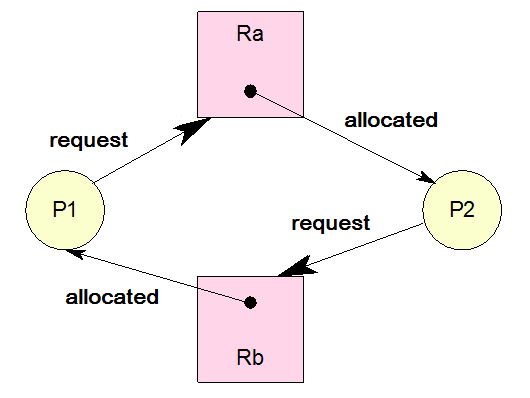 Ra
allocated
request
P1
P2
request
allocated
Rb